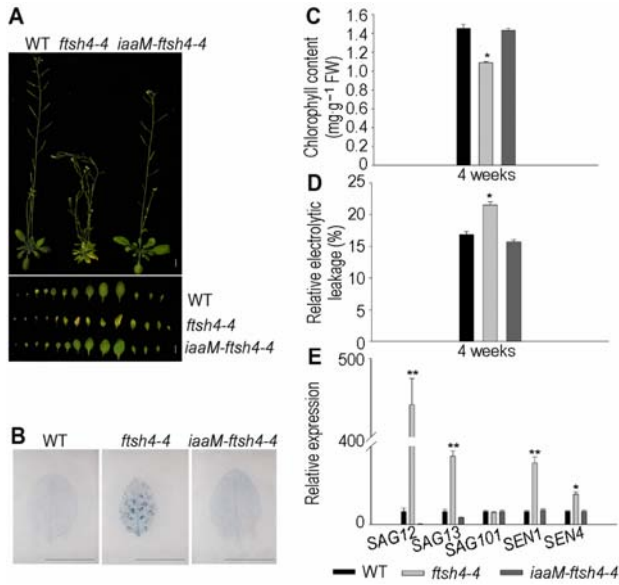 A
WT ftsh4-4 iaaM-ftsh4-4
WT
ftsh4-4
iaaM-ftsh4-4
B
WT ftsh4-4 iaaM-ftsh4-4
C
Chlorophyll content
(mg·g⁻¹ FW)
1.6
1.4
1.2
1.0
0.8
0.6
0.4
0.2
0
*
4 weeks
D
Relative electrolytic
leakage (%)
25
20
15
10
5
0
*
4 weeks
E
Relative expression
500
400
0
**
**
**
*
SAG12 SAG13 SAG101 SEN1 SEN4
WT ftsh4-4 iaaM-ftsh4-4